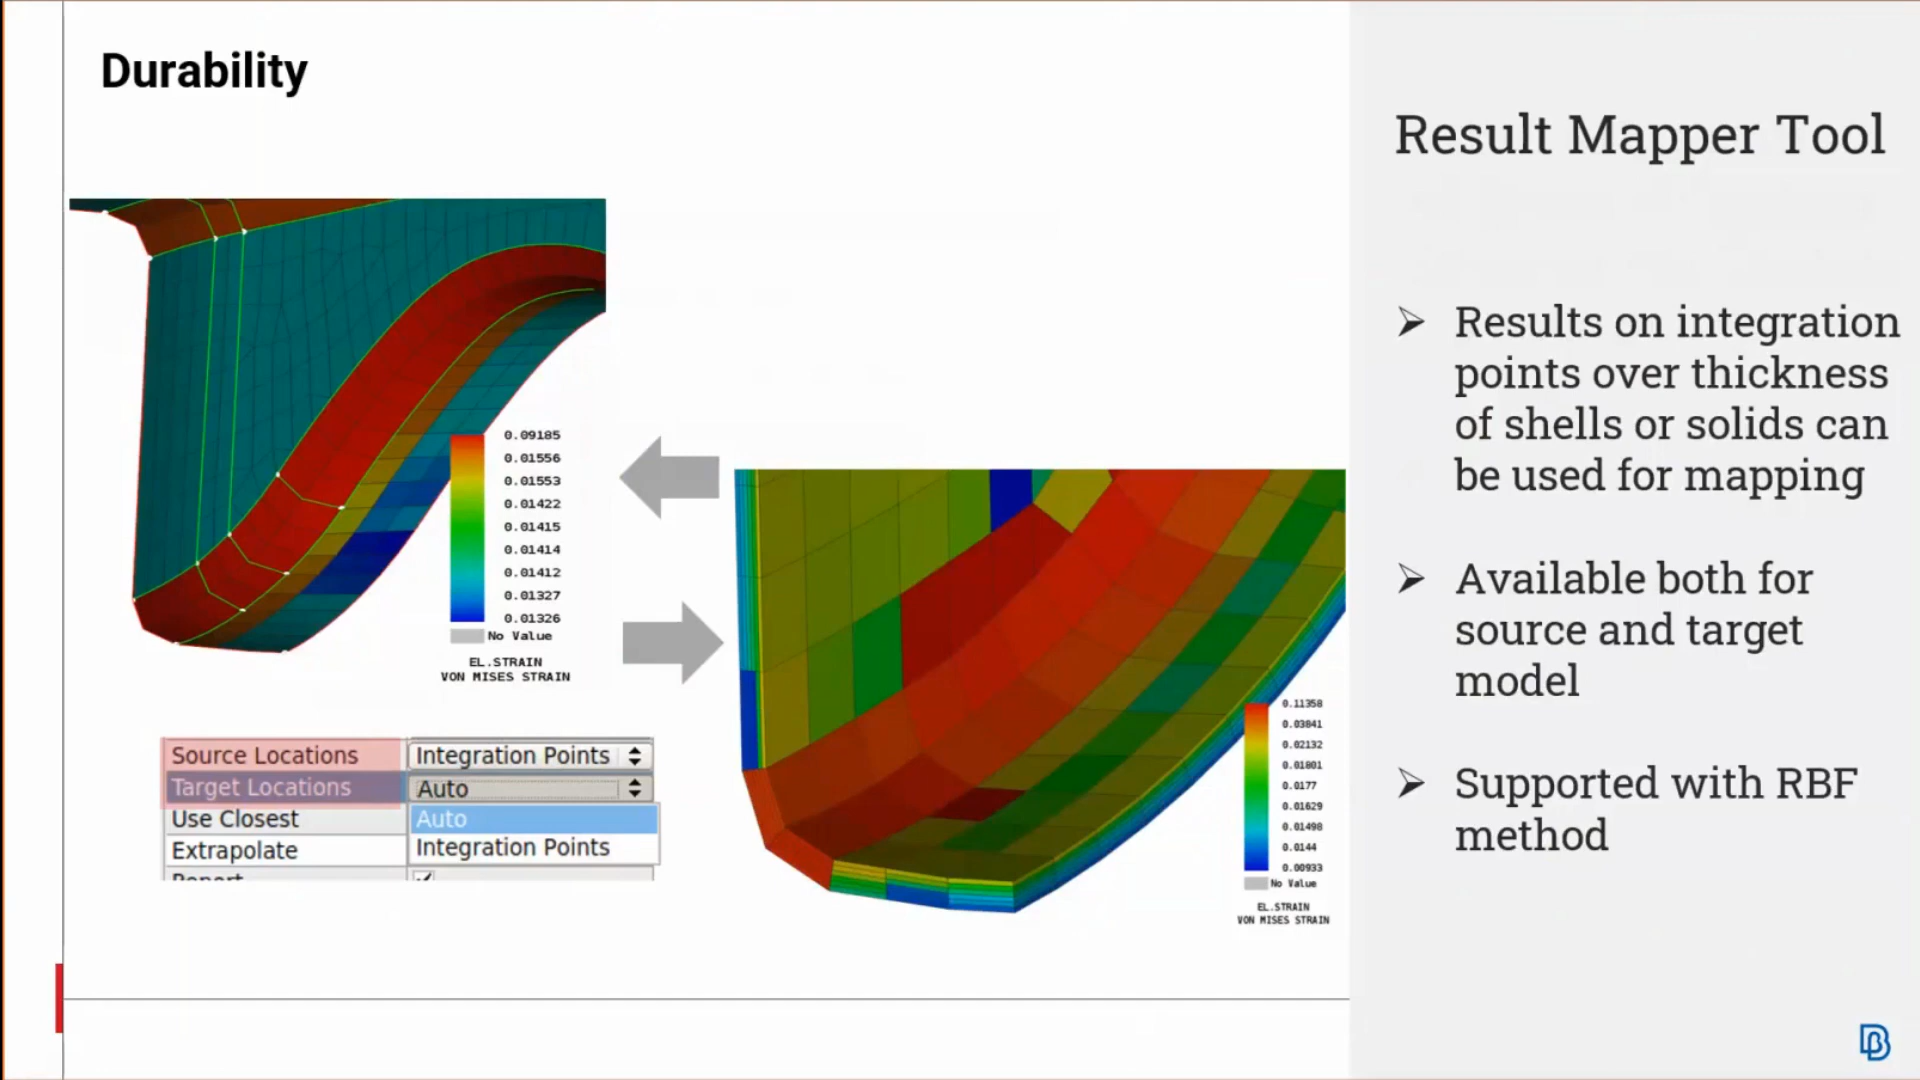 Durability
Result Mapper Tool
➢ Results on integration
points over thickness
of shells or solids can
be used for mapping
➢ Available both for
source and target
model
➢ Supported with RBF
method
0.09185
0.01556
0.01553
0.01422
0.01415
0.01414
0.01412
0.01327
0.01326
No Value
EL.STRAIN
VON MISES STRAIN
Source Locations Integration Points
Target Locations Auto
Use Closest Auto
Extrapolate Integration Points
Report
0.11358
0.03841
0.02132
0.01801
0.0177
0.01629
0.01498
0.0144
0.00933
No Value
EL.STRAIN
VON MISES STRAIN